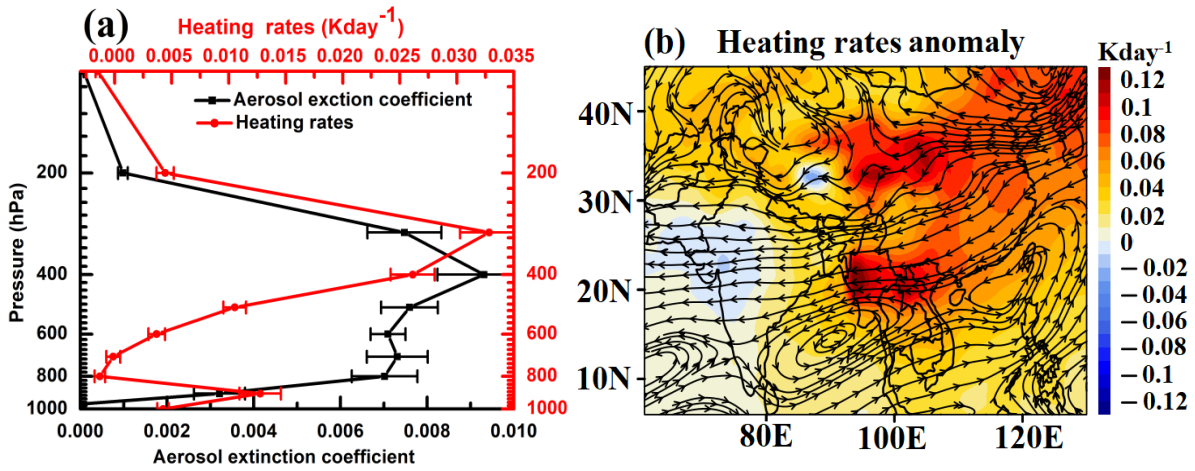 (a)
Heating rates (Kday-1)
0.000 0.005 0.010 0.015 0.020 0.025 0.030 0.035
Aerosol exction coefficient
Heating rates
200
400
600
800
1000
Pressure (hPa)
200
400
600
800
1000
0.000 0.002 0.004 0.006 0.008 0.010
Aerosol extinction coefficient
(b) Heating rates anomaly
Kday-1
0.12
0.1
0.08
0.06
0.04
0.02
0
– 0.02
– 0.04
– 0.06
– 0.08
– 0.1
– 0.12
40N
30N
20N
10N
80E 100E 120E